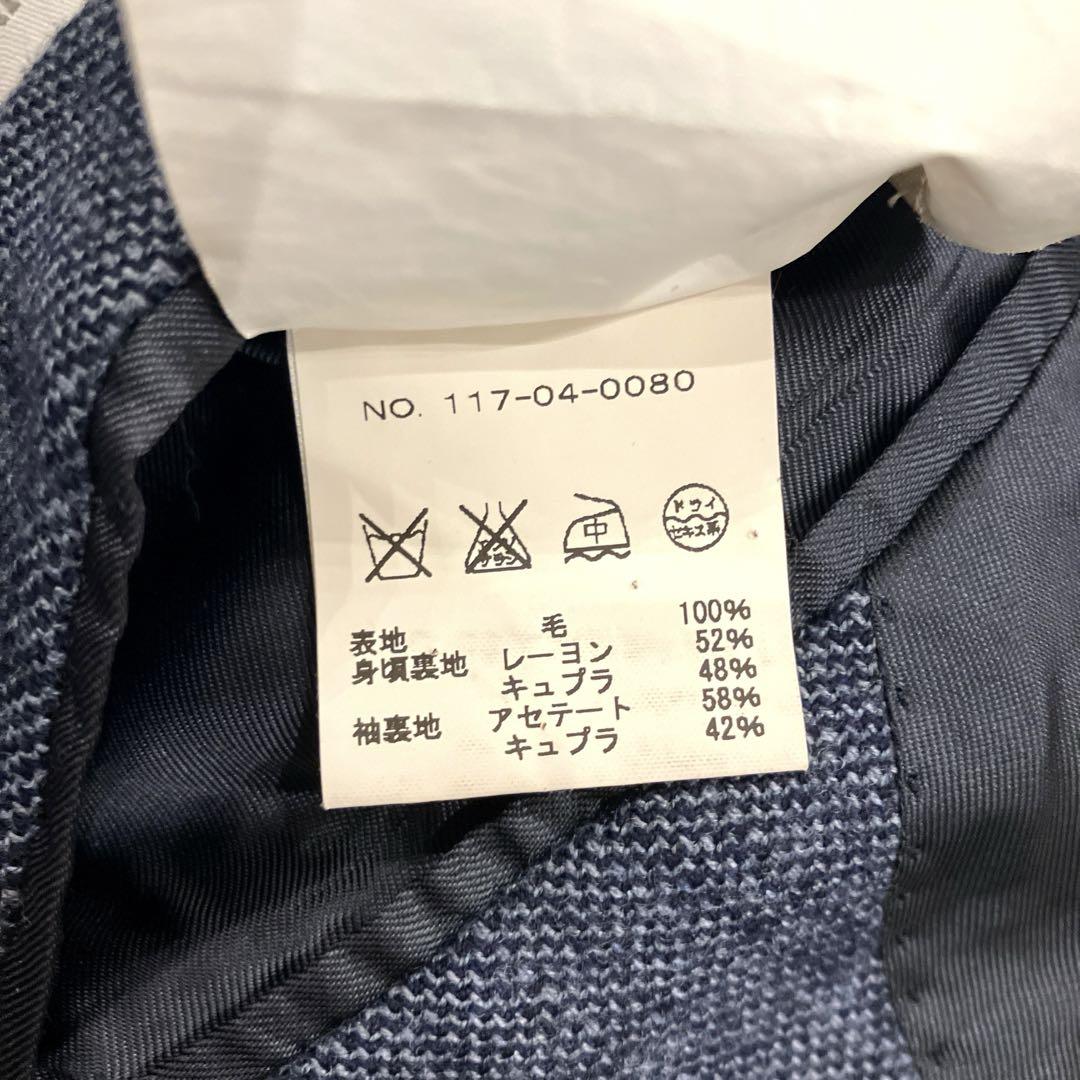 NO. 117-04-0080
中
ドライ
セキユ系
表地 毛 100%
身頃裏地 レーヨン 52%
キュプラ 48%
袖裏地 アセテート 58%
キュプラ 42%